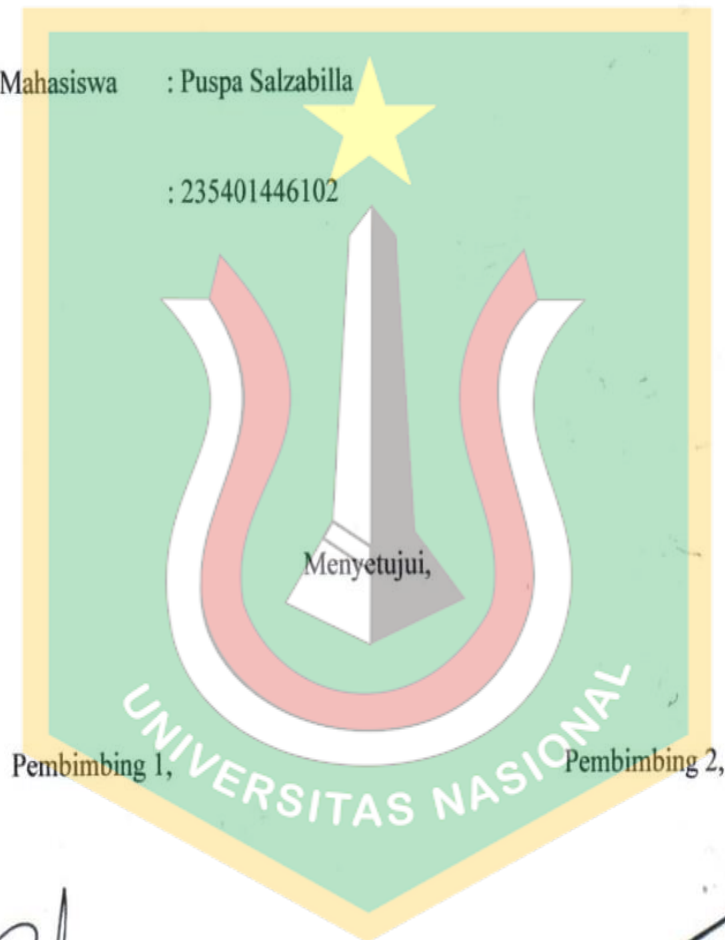 Mahasiswa : Puspa Salzabilla
: 235401446102
Menyetujui,
Pembimbing 1, Pembimbing 2,
UNIVERSITAS NASIONAL